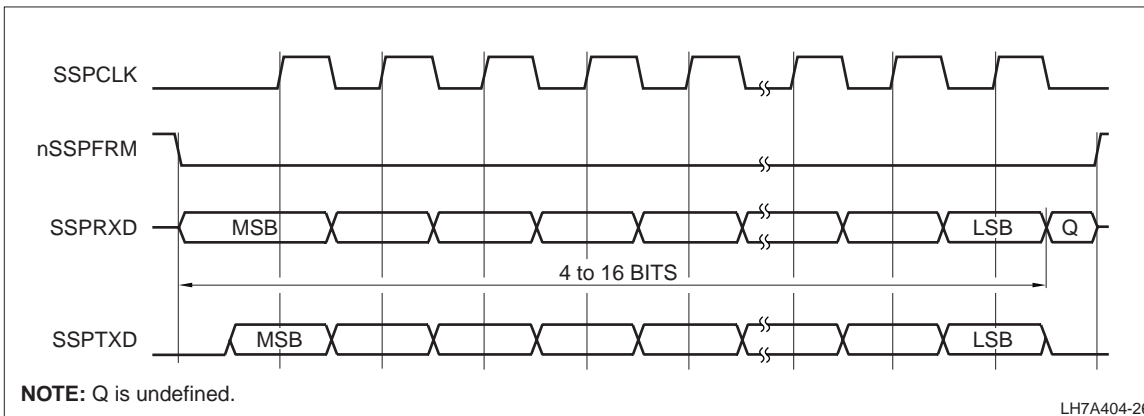 SSPCLK
nSSPFRM
SSPRXD
MSB
LSB
Q
4 to 16 BITS
SSPTXD
MSB
LSB
NOTE: Q is undefined.